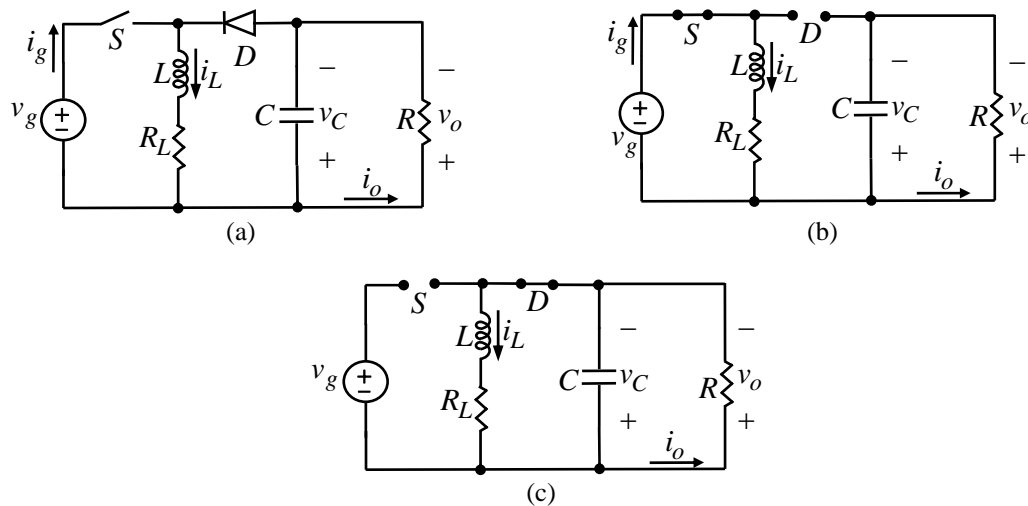 i_g S D
L i_L
v_g + − R_L C − v_C + R − v_o +
i_o
(a)
i_g S D
L i_L
v_g + − R_L C − v_C + R − v_o +
i_o
(b)
S D
L i_L
v_g + − R_L C − v_C + R − v_o +
i_o
(c)